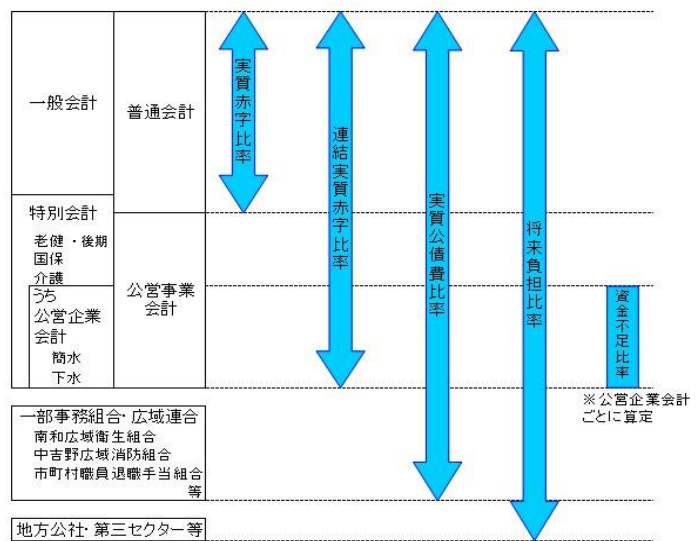 一般会計
普通会計
実質赤字比率
連結実質赤字比率
実質公債費比率
将来負担比率
特別会計
老健・後期
国保
介護
うち
公営企業
会計
簡水
下水
公営事業
会計
資金不足比率
※公営企業会計
ごとに算定
一部事務組合・広域連合
南和広域衛生組合
中吉野広域消防組合
市町村職員退職手当組合
等
地方公社・第三セクター等